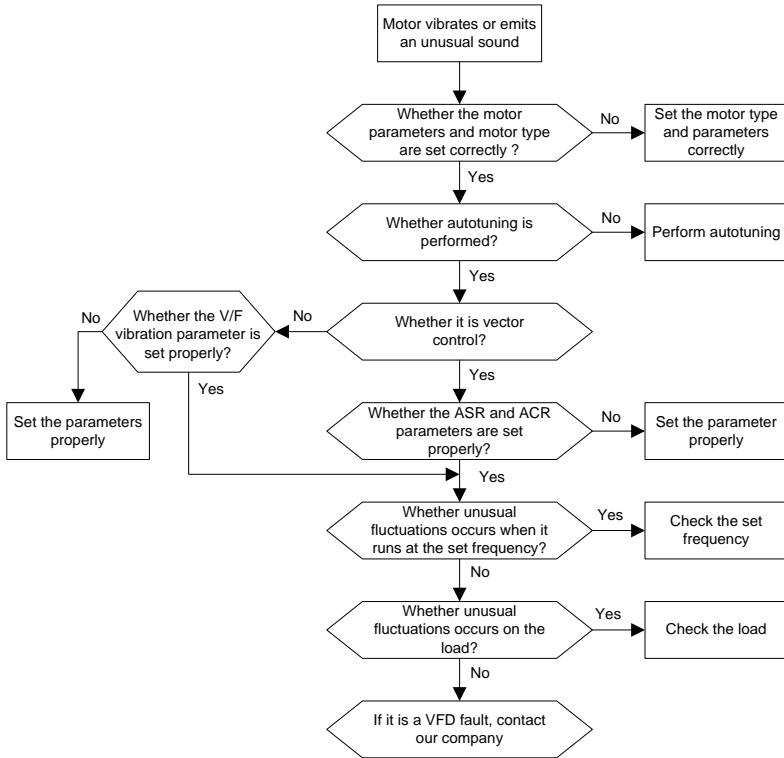 Motor vibrates or emits
an unusual sound
Whether the motor
parameters and motor type
are set correctly ?
No
Set the motor type
and parameters
correctly
Yes
Whether autotuning is
performed?
No
Perform autotuning
Yes
Whether the V/F
vibration parameter is
set properly?
No
No
Whether it is vector
control?
Yes
Yes
Set the parameters
properly
Whether the ASR and ACR
parameters are set
properly?
No
Set the parameter
properly
Yes
Whether unusual
fluctuations occurs when it
runs at the set frequency?
Yes
Check the set
frequency
No
Whether unusual
fluctuations occurs on the
load?
Yes
Check the load
No
If it is a VFD fault, contact
our company